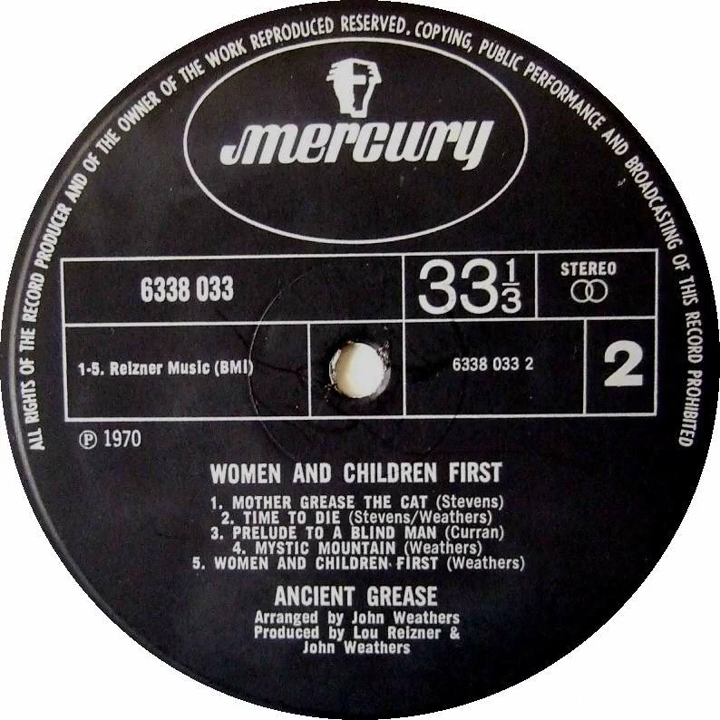 ALL RIGHTS OF THE RECORD PRODUCER AND OF THE OWNER OF THE WORK REPRODUCED RESERVED. COPYING, PUBLIC PERFORMANCE AND BROADCASTING OF THIS RECORD PROHIBITED
mercury
6338 033
33 1/3
STEREO
1-5. Reizner Music (BMI)
6338 033 2
2
Ⓟ 1970
WOMEN AND CHILDREN FIRST
1. MOTHER GREASE THE CAT (Stevens)
2. TIME TO DIE (Stevens/Weathers)
3. PRELUDE TO A BLIND MAN (Curran)
4. MYSTIC MOUNTAIN (Weathers)
5. WOMEN AND CHILDREN FIRST (Weathers)
ANCIENT GREASE
Arranged by John Weathers
Produced by Lou Reizner &
John Weathers